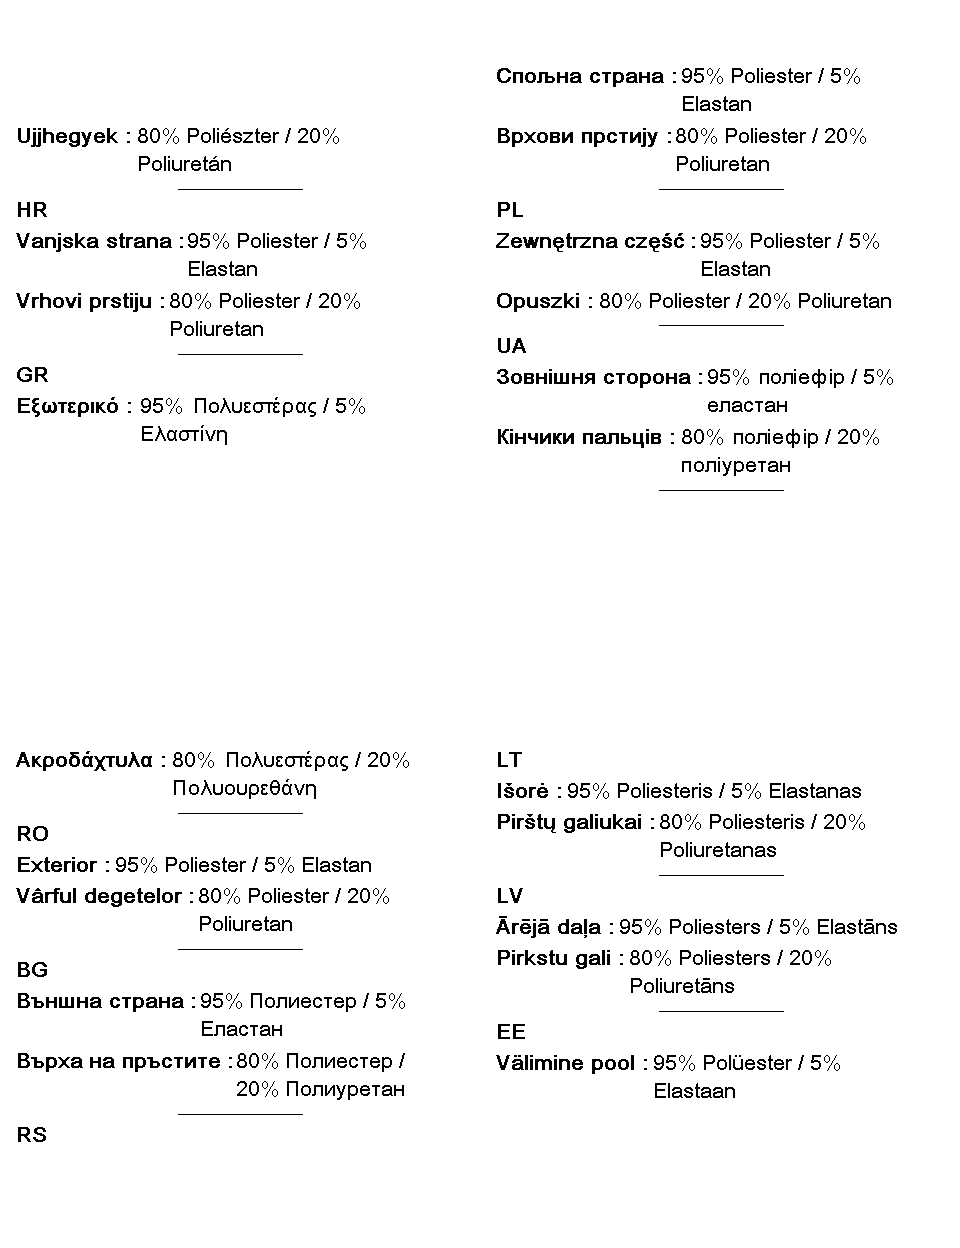 Ujjhegyek : 80% Poliészter / 20%
Poliuretán
HR
Vanjska strana : 95% Poliester / 5%
Elastan
Vrhovi prstiju : 80% Poliester / 20%
Poliuretan
GR
Εξωτερικό : 95% Πολυεστέρας / 5%
Ελαστίνη
Ακροδάχτυλα : 80% Πολυεστέρας / 20%
Πολυουρεθάνη
RO
Exterior : 95% Poliester / 5% Elastan
Vârful degetelor : 80% Poliester / 20%
Poliuretan
BG
Външна страна : 95% Полиестер / 5%
Еластан
Върха на пръстите : 80% Полиестер /
20% Полиуретан
RS
Спољна страна : 95% Poliester / 5%
Elastan
Врхови прстију : 80% Poliester / 20%
Poliuretan
PL
Zewnętrzna część : 95% Poliester / 5%
Elastan
Opuszki : 80% Poliester / 20% Poliuretan
UA
Зовнішня сторона : 95% поліефір / 5%
еластан
Кінчики пальців : 80% поліефір / 20%
поліуретан
LT
Išorė : 95% Poliesteris / 5% Elastanas
Pirštų galiukai : 80% Poliesteris / 20%
Poliuretanas
LV
Ārējā daļa : 95% Poliesters / 5% Elastāns
Pirkstu gali : 80% Poliesters / 20%
Poliuretāns
EE
Välimine pool : 95% Polüester / 5%
Elastaan